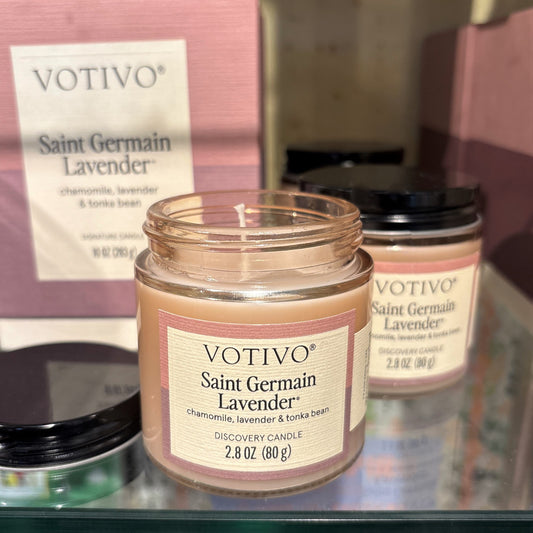 VOTIVO®
Saint Germain
Lavender®
chamomile, lavender
& tonka bean
SIGNATURE CANDLE
10 OZ (283 g)
VOTIVO®
Saint Germain
Lavender®
chamomile, lavender & tonka bean
DISCOVERY CANDLE
2.8 OZ (80 g)
VOTIVO®
Saint Germain
Lavender®
chamomile, lavender & tonka bean
DISCOVERY CANDLE
2.8 OZ (80 g)